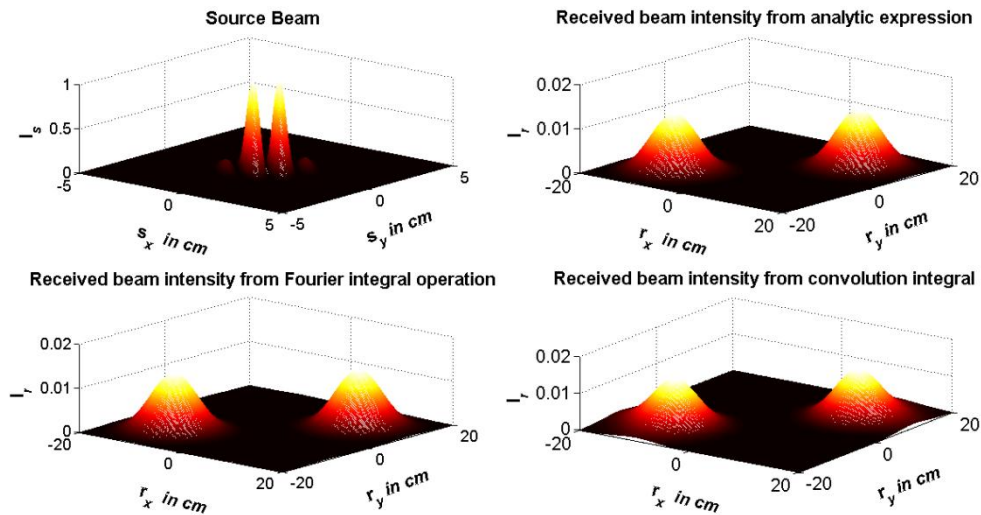 Source Beam
1
0.5
0
I_s
-5
0
5
s_x in cm
-5
0
5
s_y in cm
Received beam intensity from analytic expression
0.02
0.01
0
I_r
-20
0
20
r_x in cm
-20
0
20
r_y in cm
Received beam intensity from Fourier integral operation
0.02
0.01
0
I_r
-20
0
20
r_x in cm
-20
0
20
r_y in cm
Received beam intensity from convolution integral
0.02
0.01
0
I_r
-20
0
20
r_x in cm
-20
0
20
r_y in cm